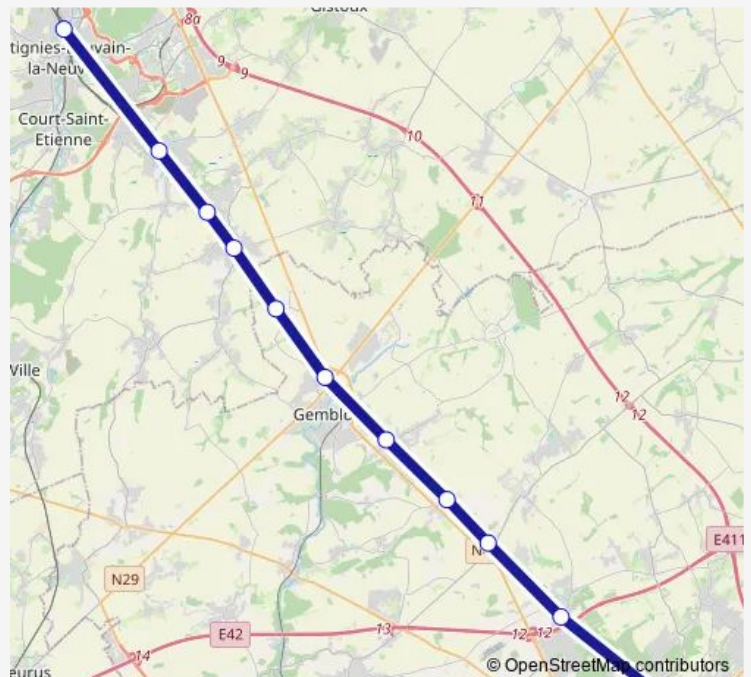 8a
9
9
la-Neuv
Court-Saint-
Etienne
10
11
Ville
12
12
Gemblo
N29
E411
E42
13
12
12
14
© OpenStreetMap contributors